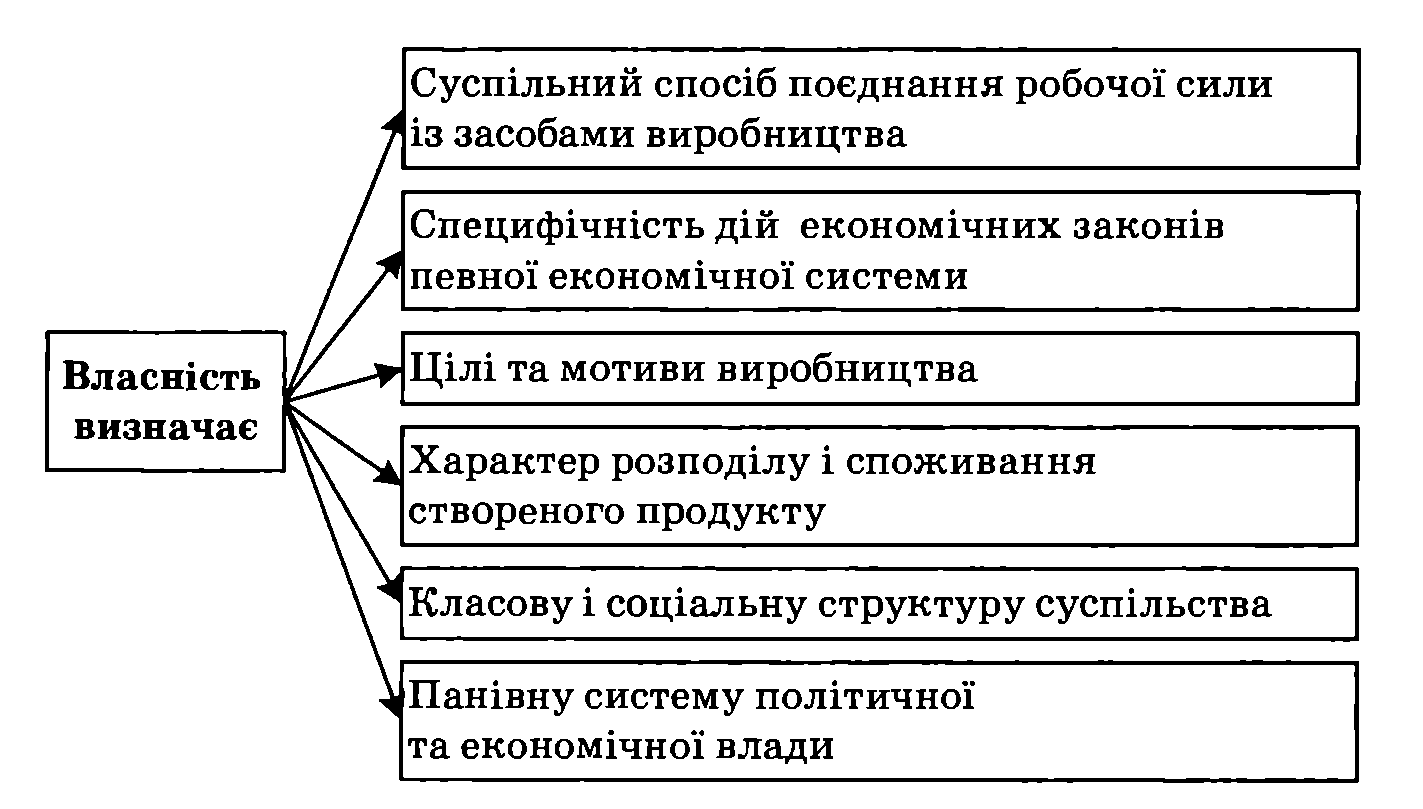 Суспільний спосіб поєднання робочої сили
із засобами виробництва
Специфічність дій економічних законів
певної економічної системи
Власність
визначає
Цілі та мотиви виробництва
Характер розподілу і споживання
створеного продукту
Класову і соціальну структуру суспільства
Панівну систему політичної
та економічної влади